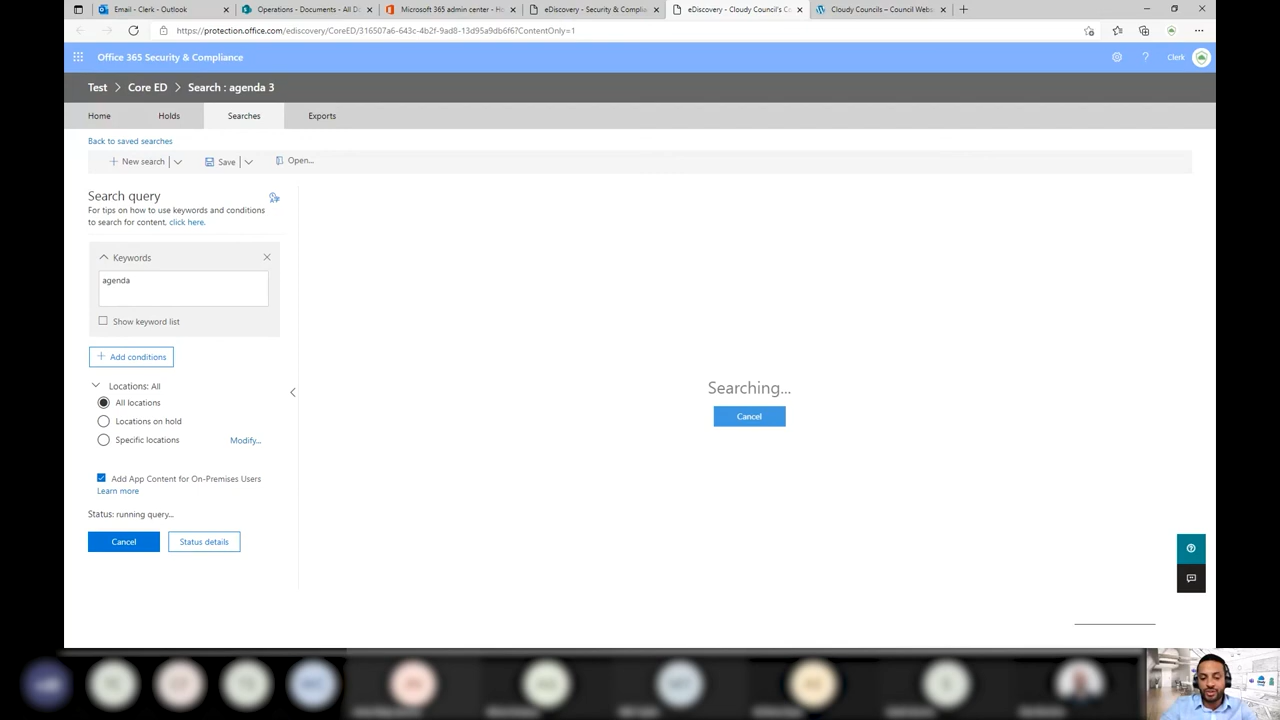 Email - Clerk - Outlook
Operations - Documents - All Do
Microsoft 365 admin center - Ho
eDiscovery - Security & Complian
eDiscovery - Cloudy Council's Co
Cloudy Councils – Council Webs
https://protection.office.com/ediscovery/CoreED/316507a6-643c-4b2f-9ad8-13d95a9db6f6?ContentOnly=1
Office 365 Security & Compliance
Clerk
Test > Core ED > Search : agenda 3
Home
Holds
Searches
Exports
Back to saved searches
New search
Save
Open...
Search query
For tips on how to use keywords and conditions
to search for content, click here.
Keywords
agenda
Show keyword list
Add conditions
Locations: All
All locations
Locations on hold
Specific locations
Modify...
Add App Content for On-Premises Users
Learn more
Status: running query...
Cancel
Status details
Searching...
Cancel